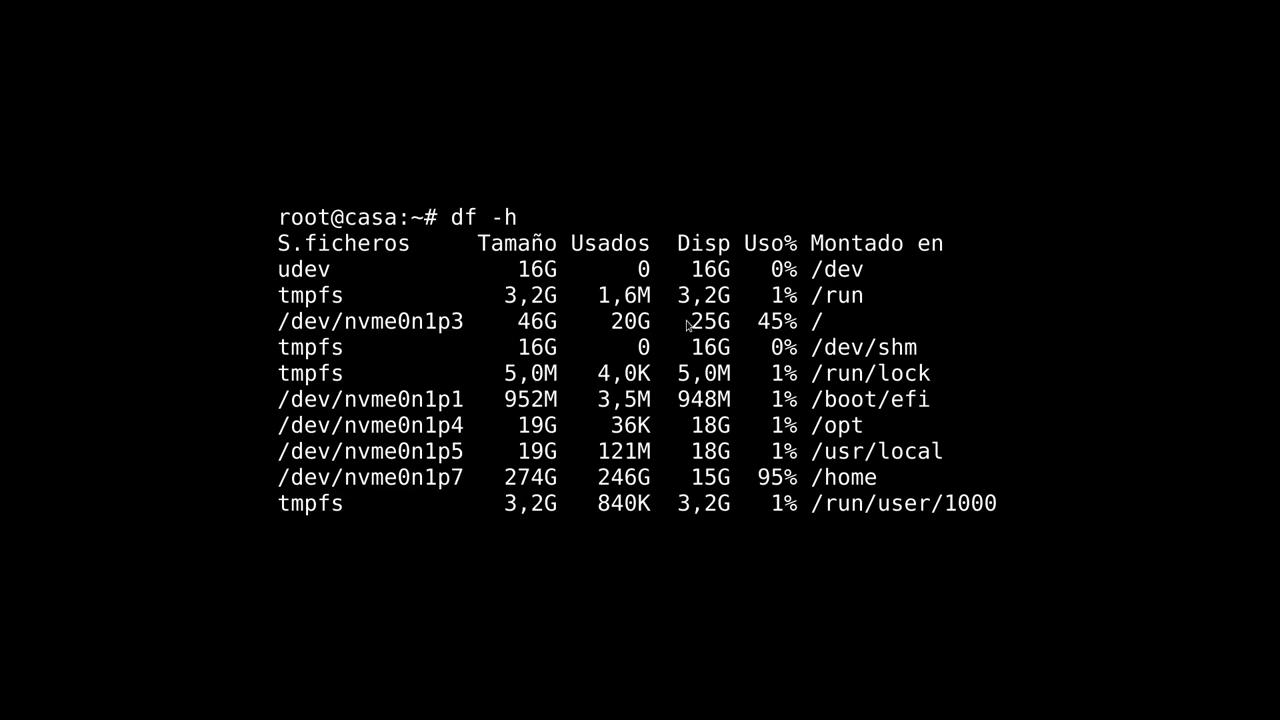 root@casa:~# df -h
S.ficheros     Tamaño Usados  Disp Uso% Montado en
udev              16G      0   16G   0% /dev
tmpfs            3,2G   1,6M  3,2G   1% /run
/dev/nvme0n1p3    46G    20G   25G  45% /
tmpfs             16G      0   16G   0% /dev/shm
tmpfs            5,0M   4,0K  5,0M   1% /run/lock
/dev/nvme0n1p1   952M   3,5M  948M   1% /boot/efi
/dev/nvme0n1p4    19G    36K   18G   1% /opt
/dev/nvme0n1p5    19G   121M   18G   1% /usr/local
/dev/nvme0n1p7   274G   246G   15G  95% /home
tmpfs            3,2G   840K  3,2G   1% /run/user/1000